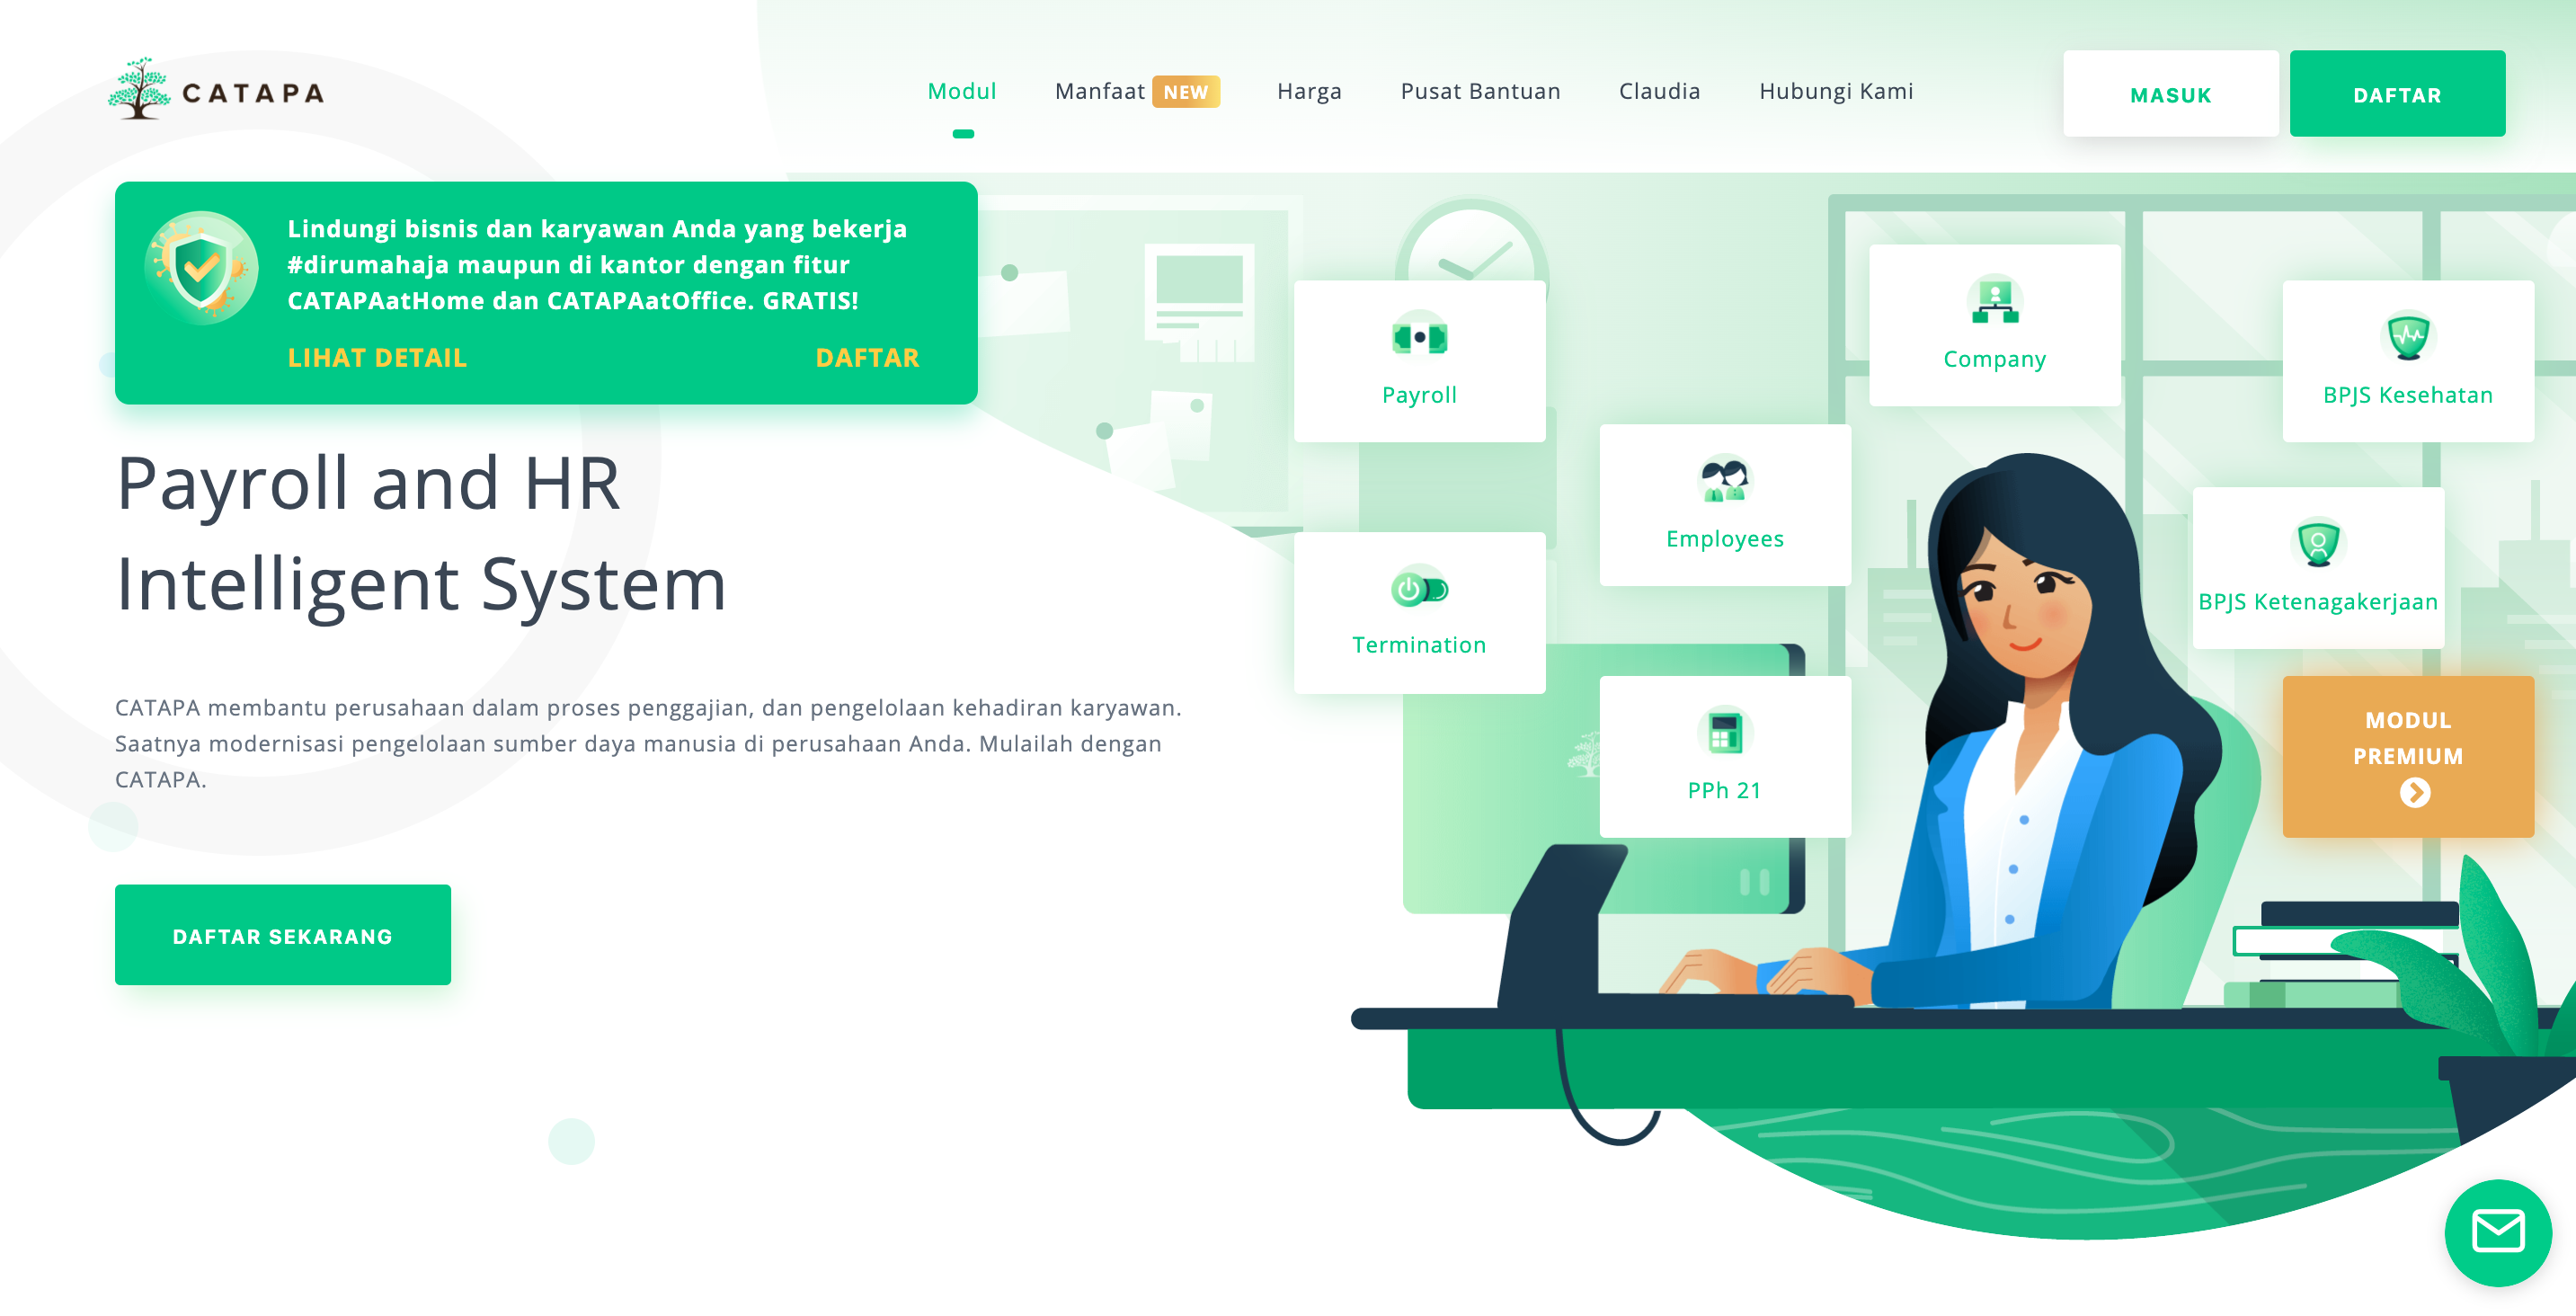 CATAPA
Modul
Manfaat NEW
Harga
Pusat Bantuan
Claudia
Hubungi Kami
MASUK
DAFTAR
Lindungi bisnis dan karyawan Anda yang bekerja
#dirumahaja maupun di kantor dengan fitur
CATAPAatHome dan CATAPAatOffice. GRATIS!
LIHAT DETAIL
DAFTAR
Payroll and HR
Intelligent System
CATAPA membantu perusahaan dalam proses penggajian, dan pengelolaan kehadiran karyawan.
Saatnya modernisasi pengelolaan sumber daya manusia di perusahaan Anda. Mulailah dengan
CATAPA.
DAFTAR SEKARANG
Payroll
Company
BPJS Kesehatan
Employees
BPJS Ketenagakerjaan
Termination
PPh 21
MODUL
PREMIUM